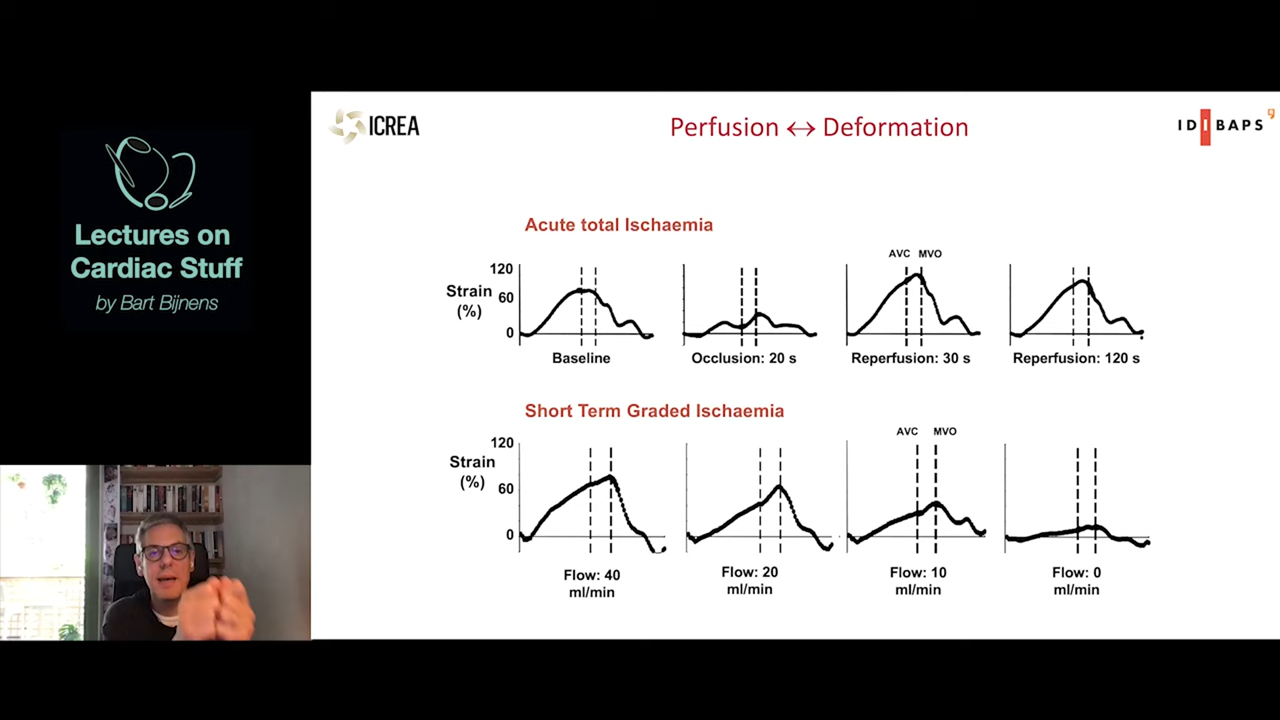 Lectures on
Cardiac Stuff
by Bart Bijnens
ICREA
Perfusion ↔ Deformation
IDIBAPS
Acute total Ischaemia
AVC MVO
120
Strain
60
(%)
0
Baseline
Occlusion: 20 s
Reperfusion: 30 s
Reperfusion: 120 s
Short Term Graded Ischaemia
AVC MVO
120
Strain
(%)
60
0
Flow: 40
ml/min
Flow: 20
ml/min
Flow: 10
ml/min
Flow: 0
ml/min